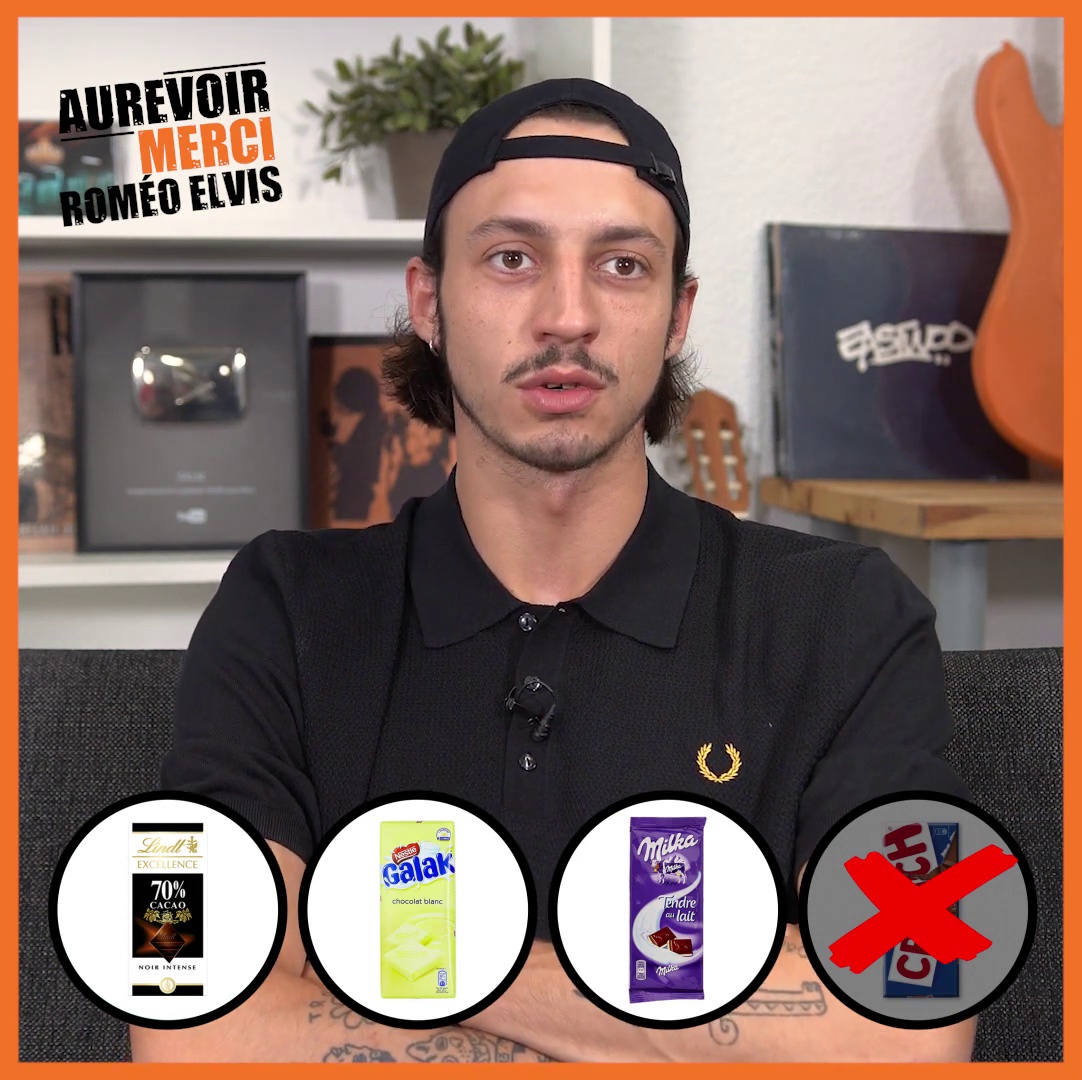 AUREVOIR
MERCI
ROMÉO ELVIS
Lindt
EXCELLENCE
70%
CACAO
NOIR INTENSE
Nestlé
Galak
chocolat blanc
Milka
Tendre
au lait
Milka